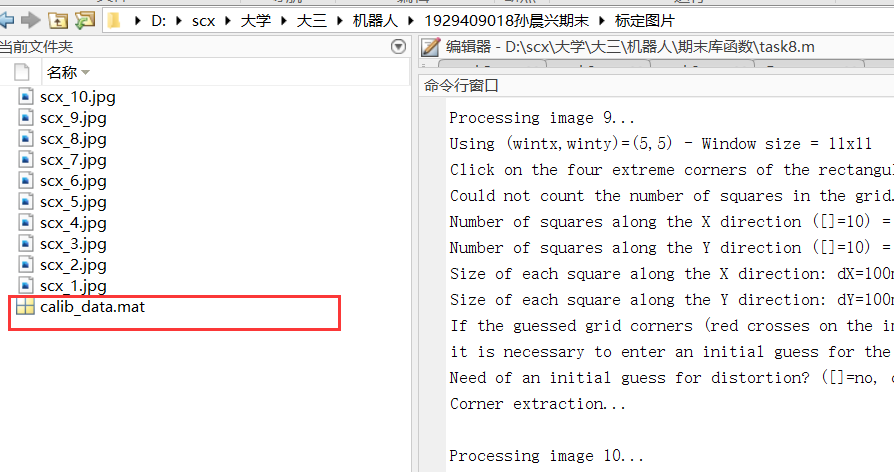 D: scx 大学 大三 机器人 1929409018孙晨兴期末 标定图片
当前文件夹
名称
scx_10.jpg
scx_9.jpg
scx_8.jpg
scx_7.jpg
scx_6.jpg
scx_5.jpg
scx_4.jpg
scx_3.jpg
scx_2.jpg
scx_1.jpg
calib_data.mat
编辑器 - D:\scx\大学\大三\机器人\期末库函数\task8.m
命令行窗口
Processing image 9...
Using (wintx,winty)=(5,5) - Window size = 11x11
Click on the four extreme corners of the rectangul
Could not count the number of squares in the grid.
Number of squares along the X direction ([]=10) =
Number of squares along the Y direction ([]=10) =
Size of each square along the X direction: dX=100m
Size of each square along the Y direction: dY=100m
If the guessed grid corners (red crosses on the im
it is necessary to enter an initial guess for the
Need of an initial guess for distortion? ([]=no, o
Corner extraction...
Processing image 10...